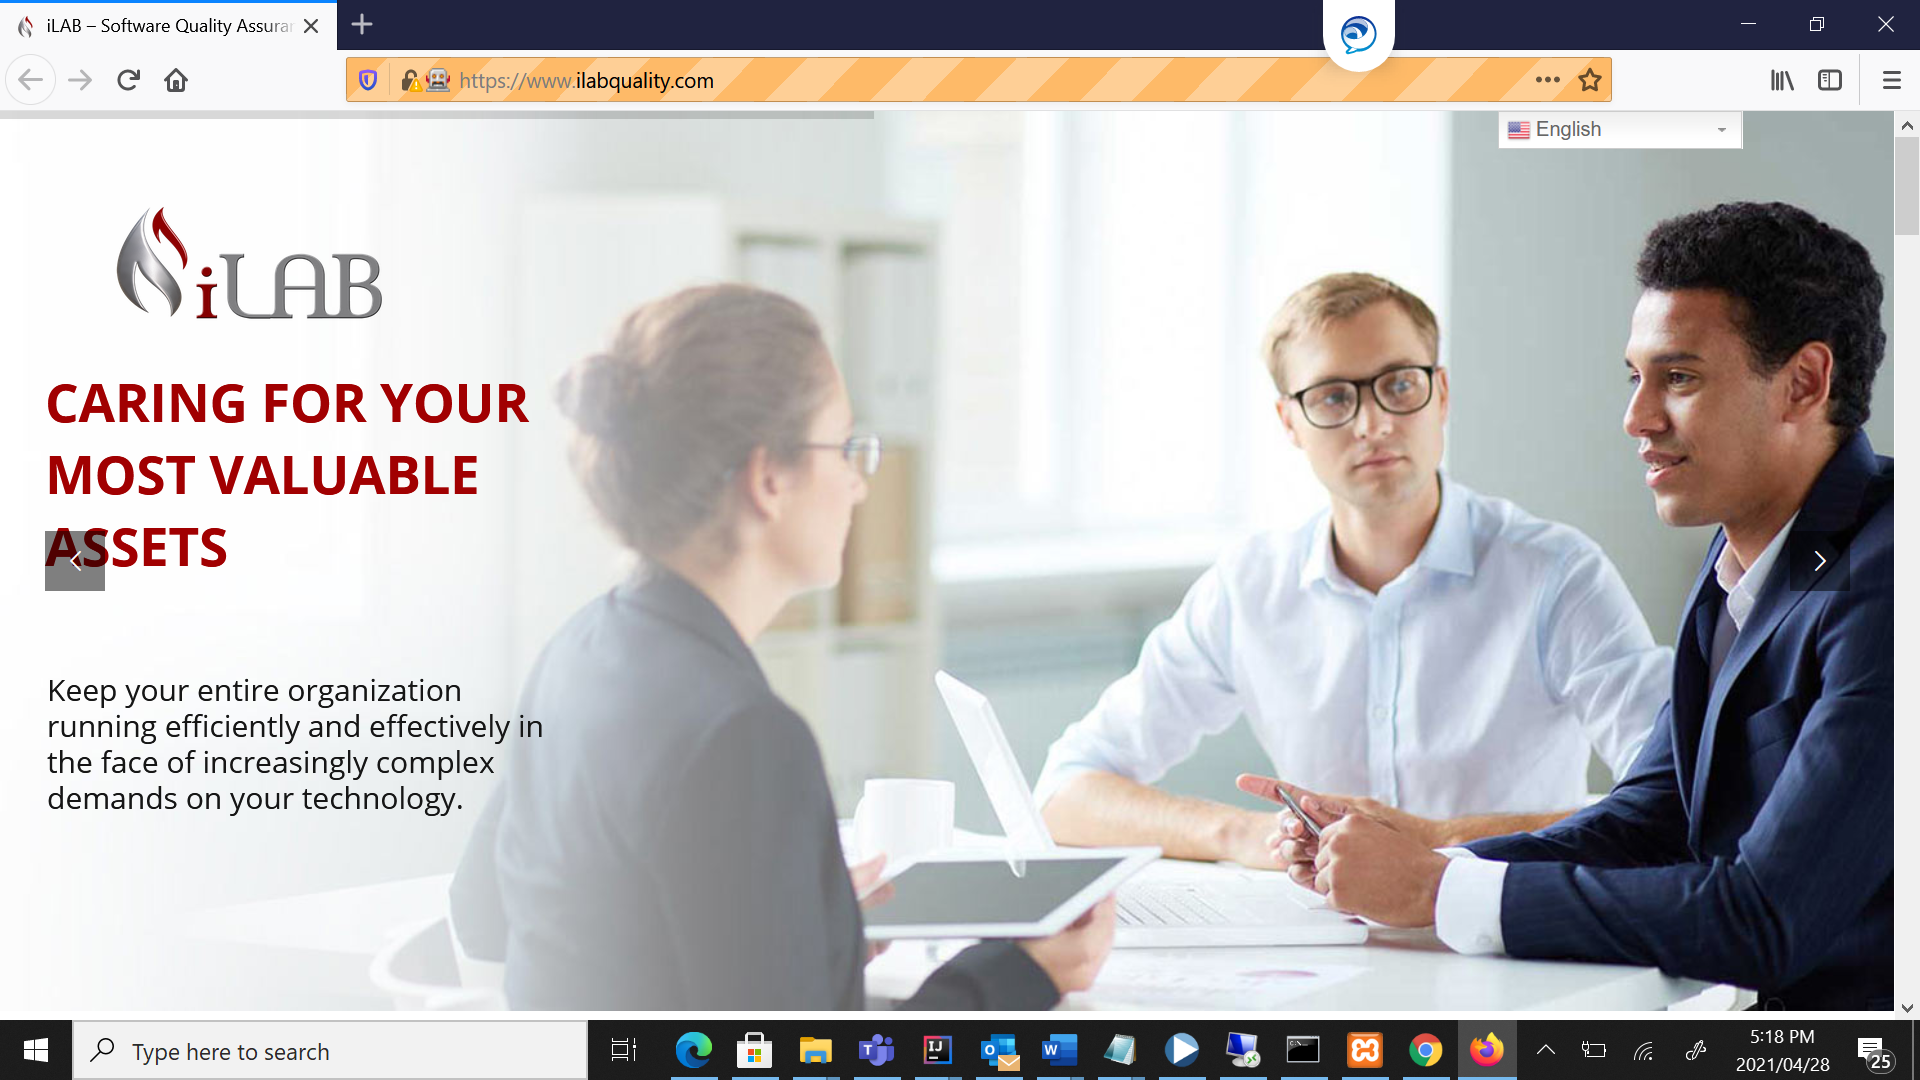 iLAB – Software Quality Assura
https://www.ilabquality.com
English
iLAB
CARING FOR YOUR
MOST VALUABLE
ASSETS
Keep your entire organization
running efficiently and effectively in
the face of increasingly complex
demands on your technology.
Type here to search
5:18 PM
2021/04/28
25